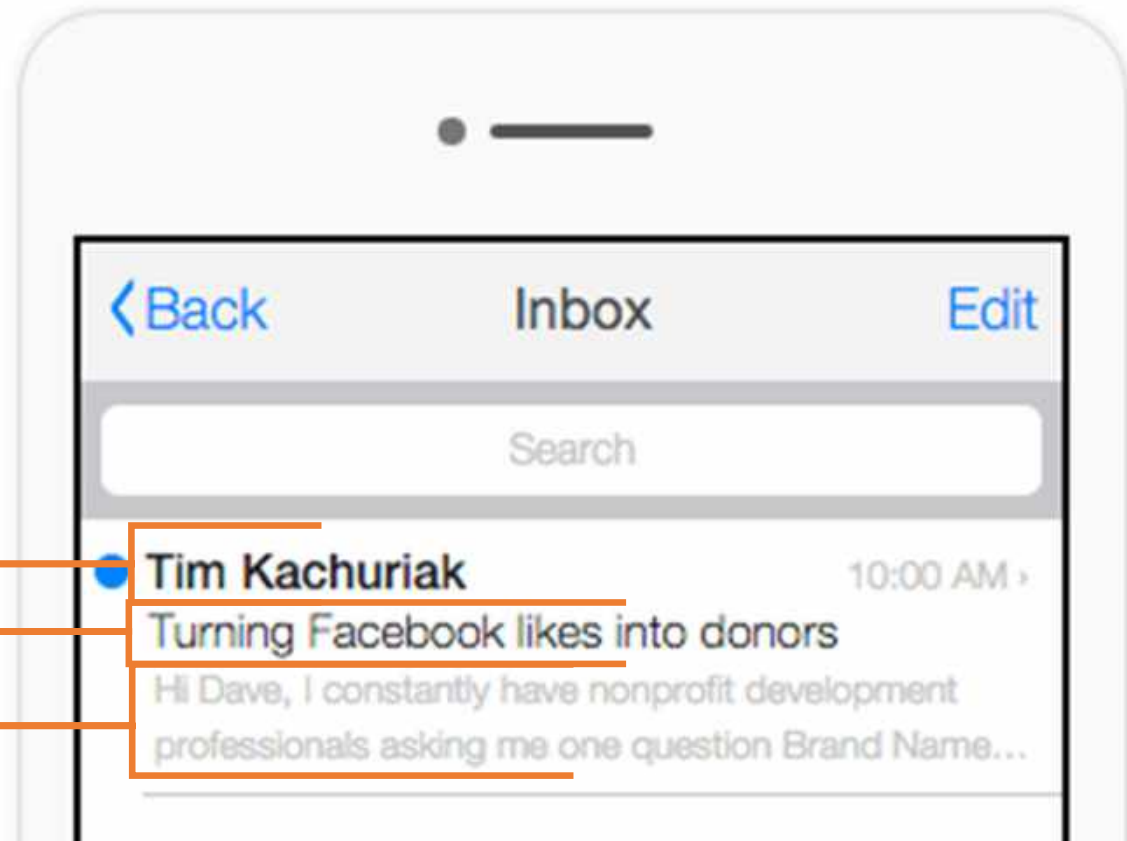 Back Inbox Edit
Search
Tim Kachuriak 10:00 AM
Turning Facebook likes into donors
Hi Dave, I constantly have nonprofit development
professionals asking me one question Brand Name...